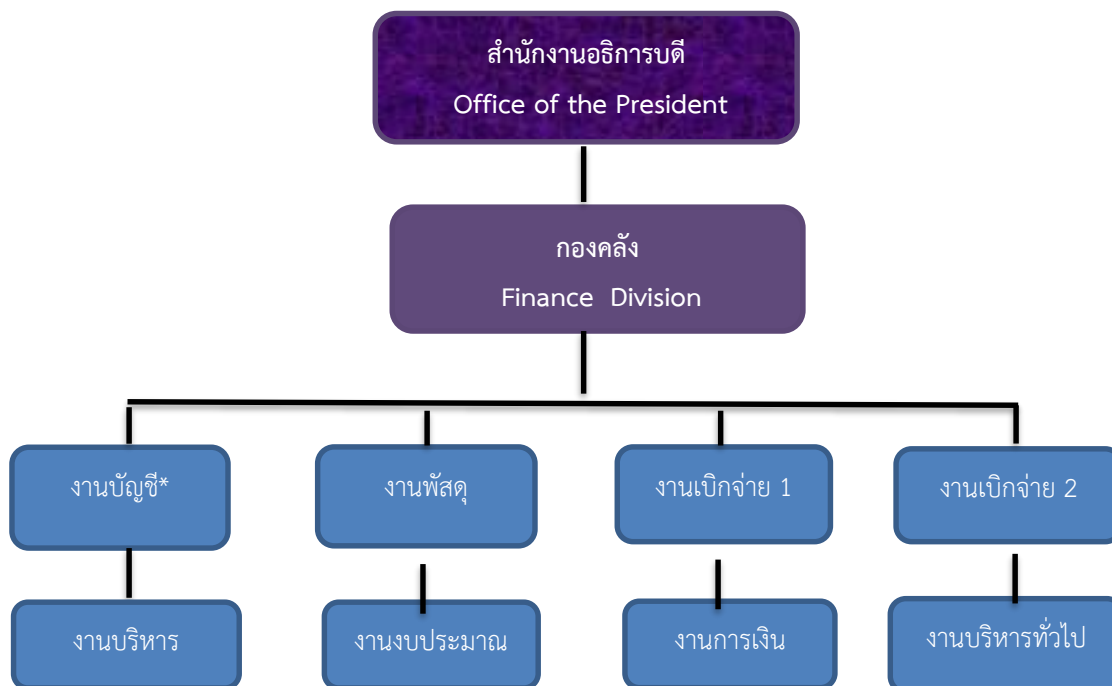 สำนักงานอธิการบดี
Office of the President
กองคลัง
Finance Division
งานบัญชี*
งานพัสดุ
งานเบิกจ่าย 1
งานเบิกจ่าย 2
งานบริหาร
งานงบประมาณ
งานการเงิน
งานบริหารทั่วไป